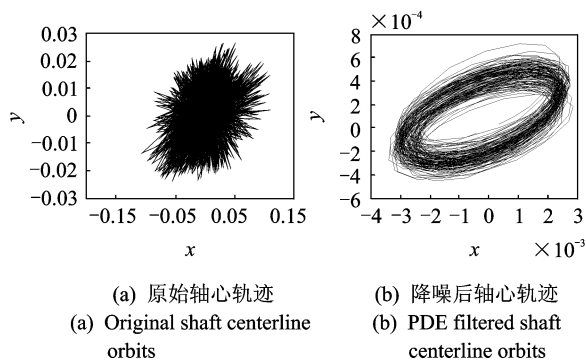 ×10⁻⁴
0.03
0.02
0.01
0
−0.01
−0.02
−0.03
y
−0.15 −0.05 0.05 0.15
x
8
6
4
2
0
−2
−4
−6
y
−4 −3 −2 −1 0 1 2 3
x ×10⁻³
(a) 原始轴心轨迹
(a) Original shaft centerline
orbits
(b) 降噪后轴心轨迹
(b) PDE filtered shaft
centerline orbits